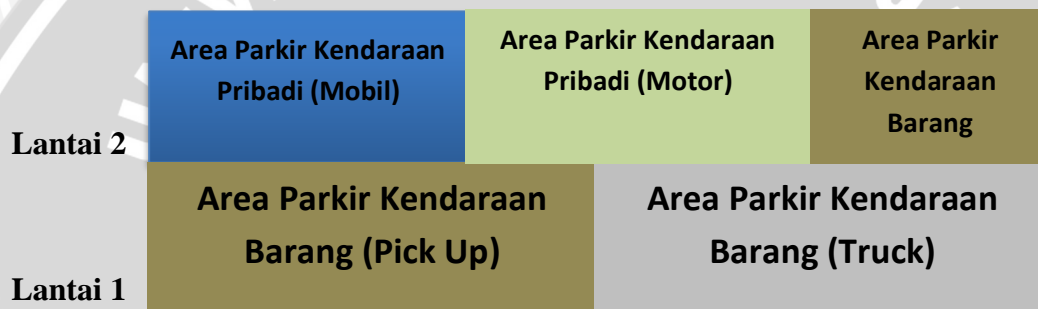 Area Parkir Kendaraan
Pribadi (Mobil)
Area Parkir Kendaraan
Pribadi (Motor)
Area Parkir
Kendaraan
Barang
Lantai 2
Area Parkir Kendaraan
Barang (Pick Up)
Area Parkir Kendaraan
Barang (Truck)
Lantai 1